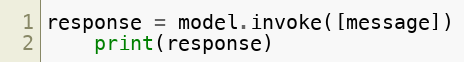 1 response = model.invoke([message])
2     print(response)